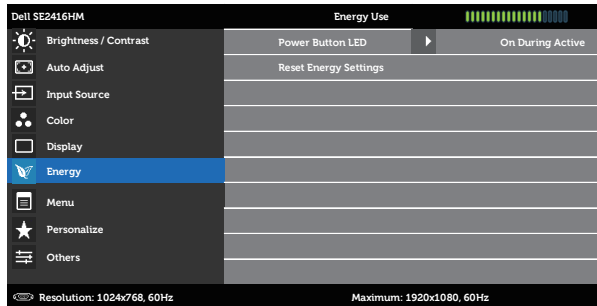 Dell SE2416HM Energy Use
Brightness / Contrast Power Button LED On During Active
Auto Adjust Reset Energy Settings
Input Source
Color
Display
Energy
Menu
Personalize
Others
Resolution: 1024x768, 60Hz Maximum: 1920x1080, 60Hz